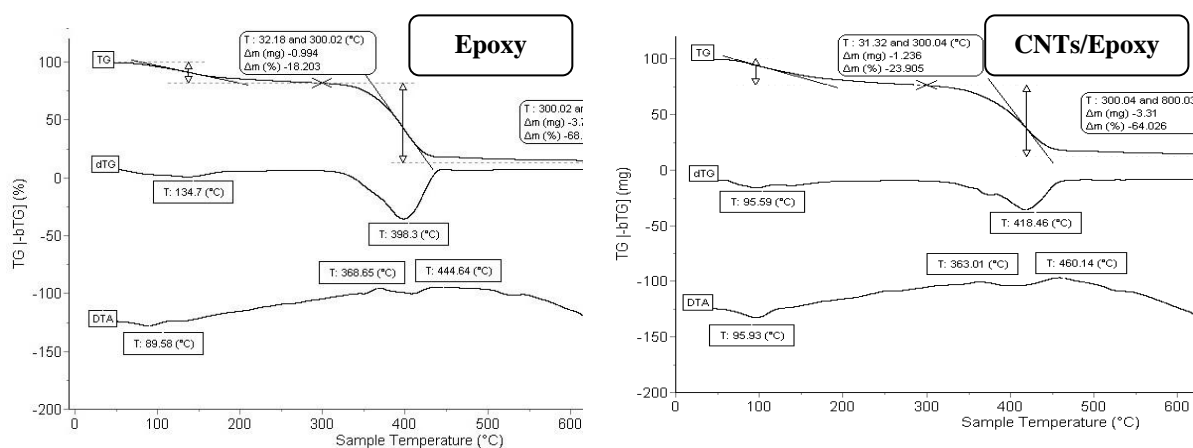 Epoxy
T : 32.18 and 300.02 (°C)
Δm (mg) -0.994
Δm (%) -18.203
T : 300.02 and
Δm (mg) -3.
Δm (%) -68.
TG
dTG
DTA
T: 134.7 (°C)
T: 398.3 (°C)
T: 368.65 (°C)
T: 444.64 (°C)
T: 89.58 (°C)
TG [-bTG] (%)
100
50
0
-50
-100
-150
-200
0 100 200 300 400 500 600
Sample Temperature (°C)
CNTs/Epoxy
T : 31.32 and 300.04 (°C)
Δm (mg) -1.236
Δm (%) -23.905
T : 300.04 and 800.03
Δm (mg) -3.31
Δm (%) -64.026
TG
dTG
DTA
T: 95.59 (°C)
T: 418.46 (°C)
T: 363.01 (°C)
T: 460.14 (°C)
T: 95.93 (°C)
TG [-bTG] (mg)
100
50
0
-50
-100
-150
-200
0 100 200 300 400 500 600
Sample Temperature (°C)